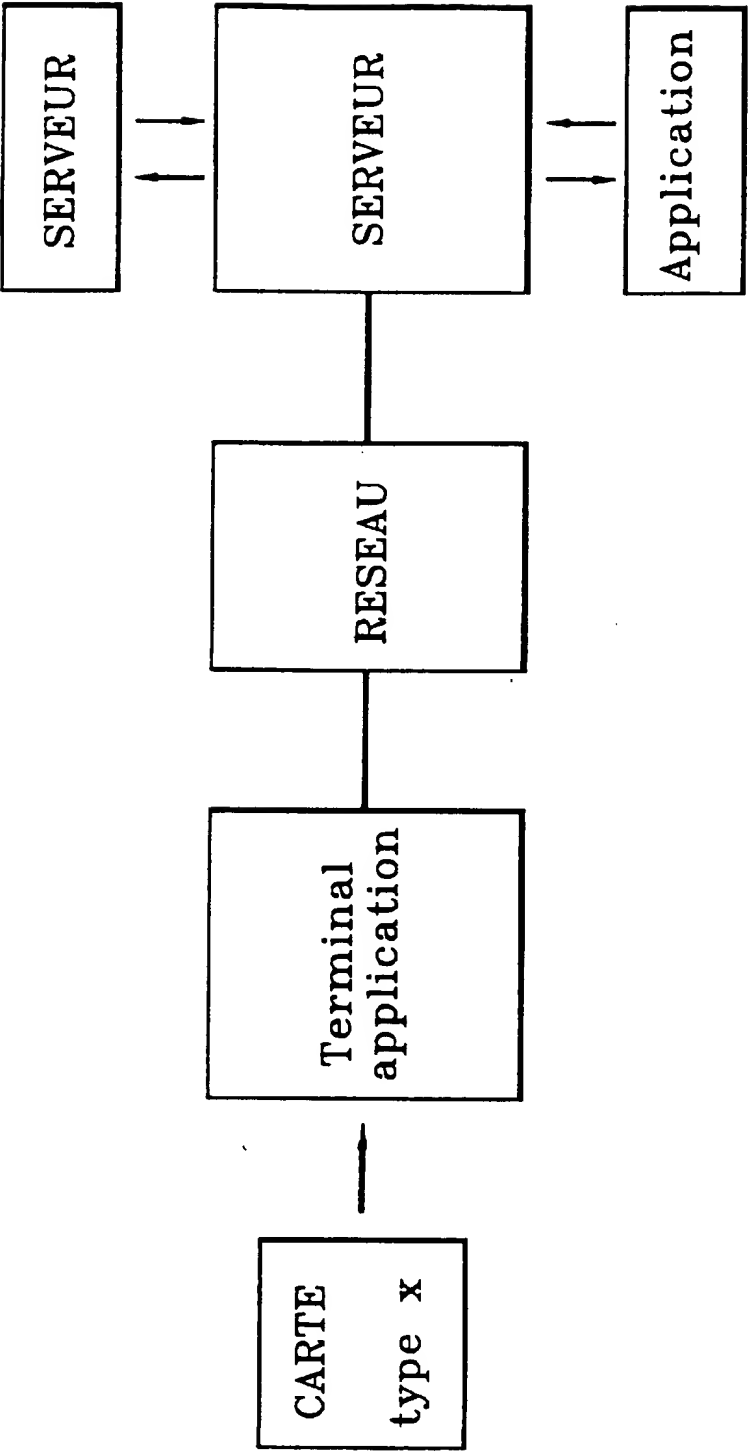 CARTE
type x
Terminal
application
RESEAU
SERVEUR
SERVEUR
Application